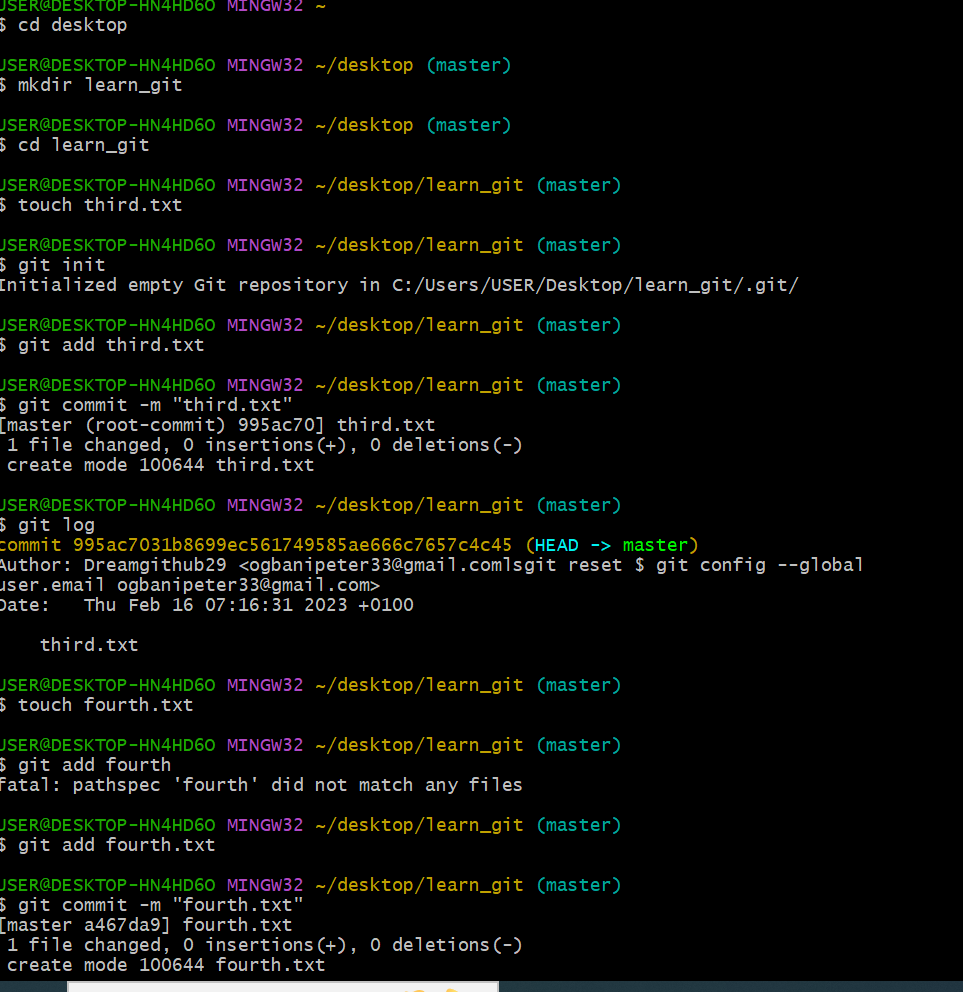 USER@DESKTOP-HN4HD6O MINGW32 ~
$ cd desktop
USER@DESKTOP-HN4HD6O MINGW32 ~/desktop (master)
$ mkdir learn_git
USER@DESKTOP-HN4HD6O MINGW32 ~/desktop (master)
$ cd learn_git
USER@DESKTOP-HN4HD6O MINGW32 ~/desktop/learn_git (master)
$ touch third.txt
USER@DESKTOP-HN4HD6O MINGW32 ~/desktop/learn_git (master)
$ git init
Initialized empty Git repository in C:/Users/USER/Desktop/learn_git/.git/
USER@DESKTOP-HN4HD6O MINGW32 ~/desktop/learn_git (master)
$ git add third.txt
USER@DESKTOP-HN4HD6O MINGW32 ~/desktop/learn_git (master)
$ git commit -m "third.txt"
[master (root-commit) 995ac70] third.txt
1 file changed, 0 insertions(+), 0 deletions(-)
create mode 100644 third.txt
USER@DESKTOP-HN4HD6O MINGW32 ~/desktop/learn_git (master)
$ git log
commit 995ac7031b8699ec561749585ae666c7657c4c45 (HEAD -> master)
Author: Dreamgithub29 <ogbanipeter33@gmail.comlsgit reset $ git config --global
user.email ogbanipeter33@gmail.com>
Date:   Thu Feb 16 07:16:31 2023 +0100
third.txt
USER@DESKTOP-HN4HD6O MINGW32 ~/desktop/learn_git (master)
$ touch fourth.txt
USER@DESKTOP-HN4HD6O MINGW32 ~/desktop/learn_git (master)
$ git add fourth
fatal: pathspec 'fourth' did not match any files
USER@DESKTOP-HN4HD6O MINGW32 ~/desktop/learn_git (master)
$ git add fourth.txt
USER@DESKTOP-HN4HD6O MINGW32 ~/desktop/learn_git (master)
$ git commit -m "fourth.txt"
[master a467da9] fourth.txt
1 file changed, 0 insertions(+), 0 deletions(-)
create mode 100644 fourth.txt